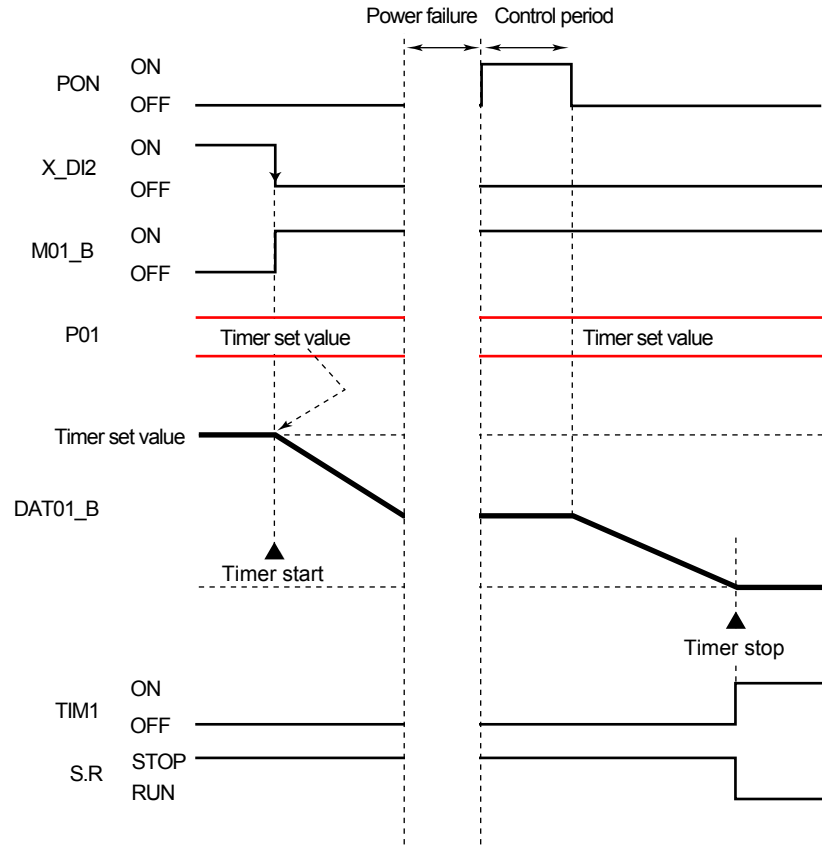 Power failure Control period
PON ON
OFF
X_DI2 ON
OFF
M01_B ON
OFF
P01 Timer set value Timer set value
Timer set value
DAT01_B
Timer start
Timer stop
TIM1 ON
OFF
S.R STOP
RUN